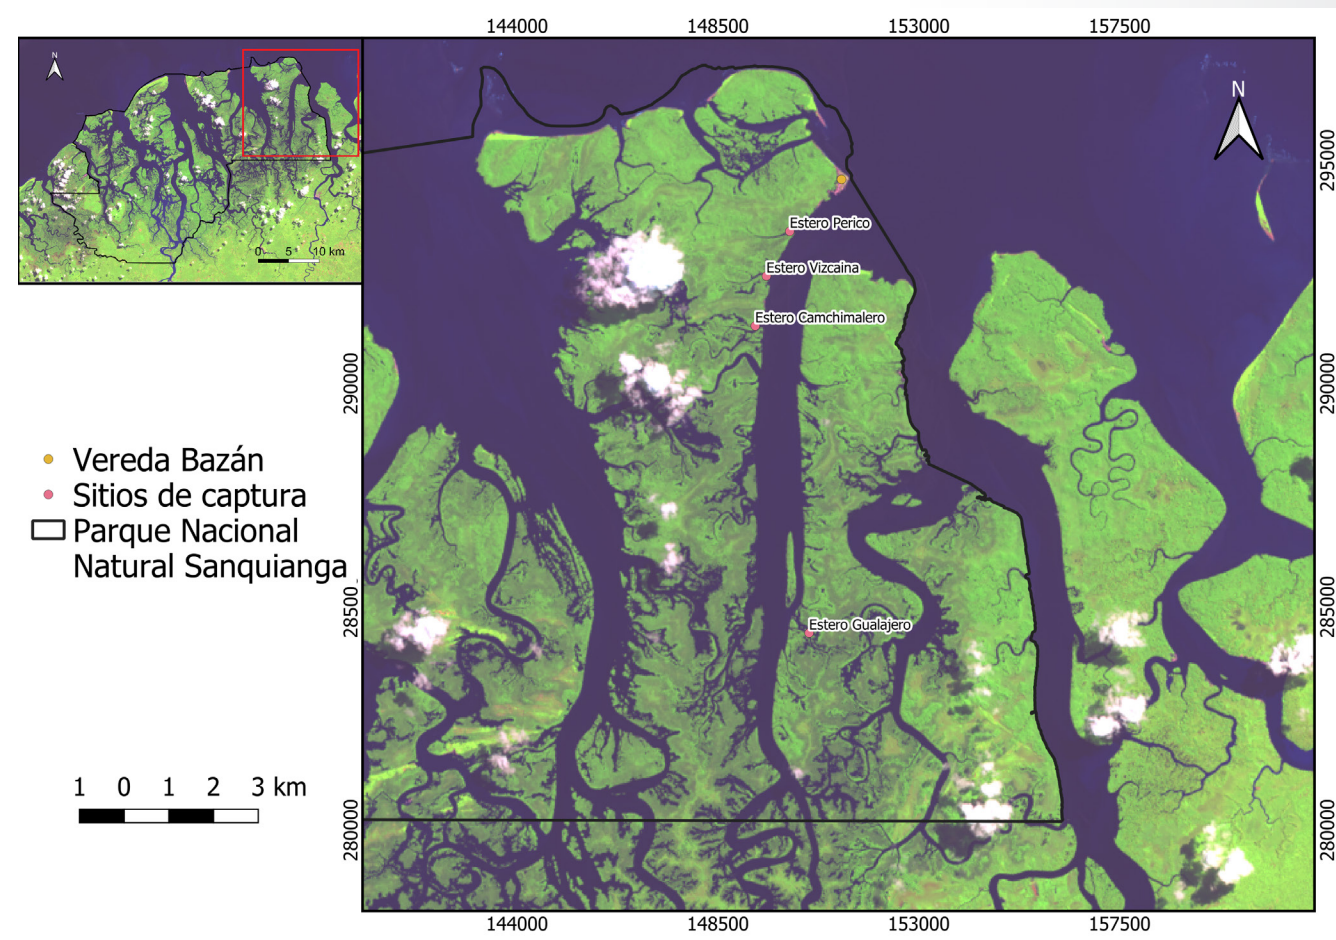 144000 148500 153000 157500
N
0 5 10 km
N
295000
295000
Estero Perico
Estero Vizcaina
Estero Camchimalero
290000
290000
Vereda Bazán
Sitios de captura
Parque Nacional
Natural Sanquianga
285500
285000
Estero Gualajero
1 0 1 2 3 km
280000
280000
144000 148500 153000 157500